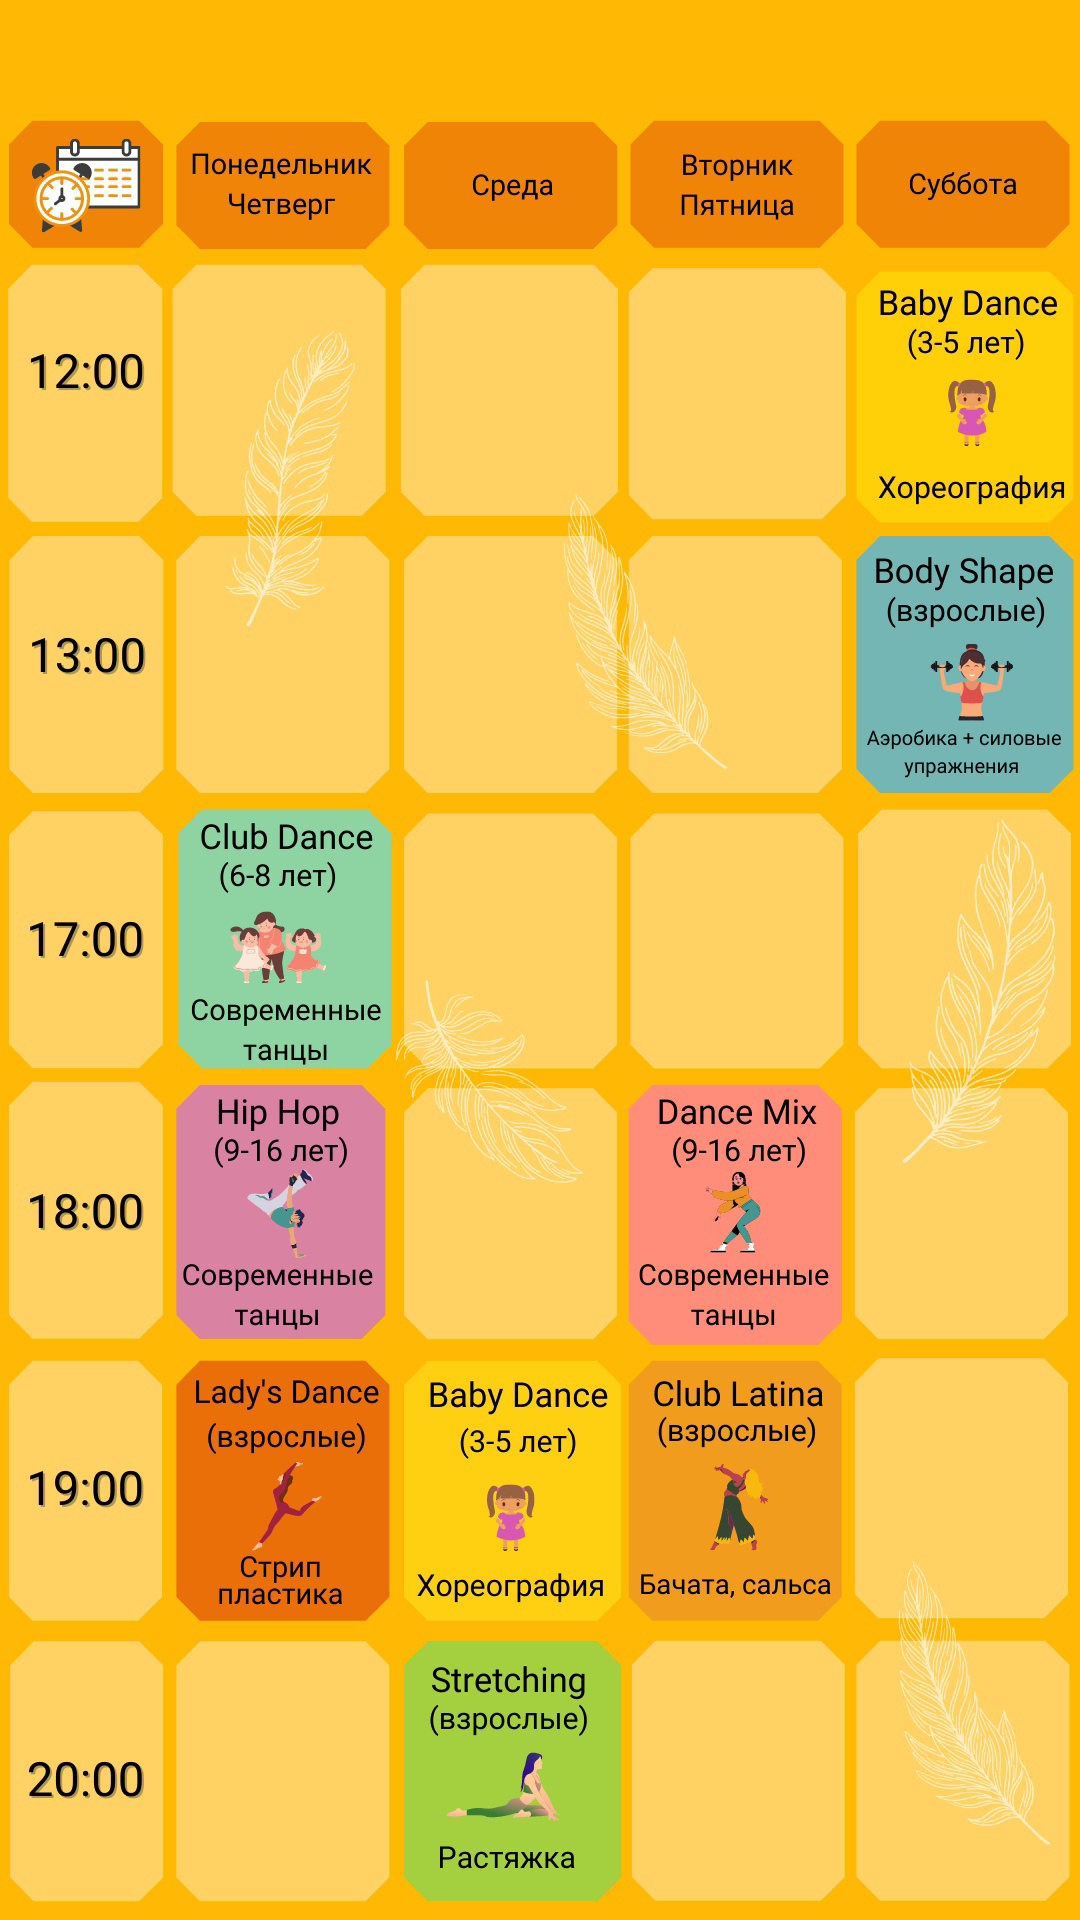 Понедельник
Четверг
Среда
Вторник
Пятница
Суббота
12:00
Baby Dance
(3-5 лет)
Хореография
13:00
Body Shape
(взрослые)
Аэробика + силовые
упражнения
17:00
Club Dance
(6-8 лет)
Современные
танцы
18:00
Hip Hop
(9-16 лет)
Современные
танцы
Dance Mix
(9-16 лет)
Современные
танцы
19:00
Lady's Dance
(взрослые)
Стрип
пластика
Baby Dance
(3-5 лет)
Хореография
Club Latina
(взрослые)
Бачата, сальса
20:00
Stretching
(взрослые)
Растяжка